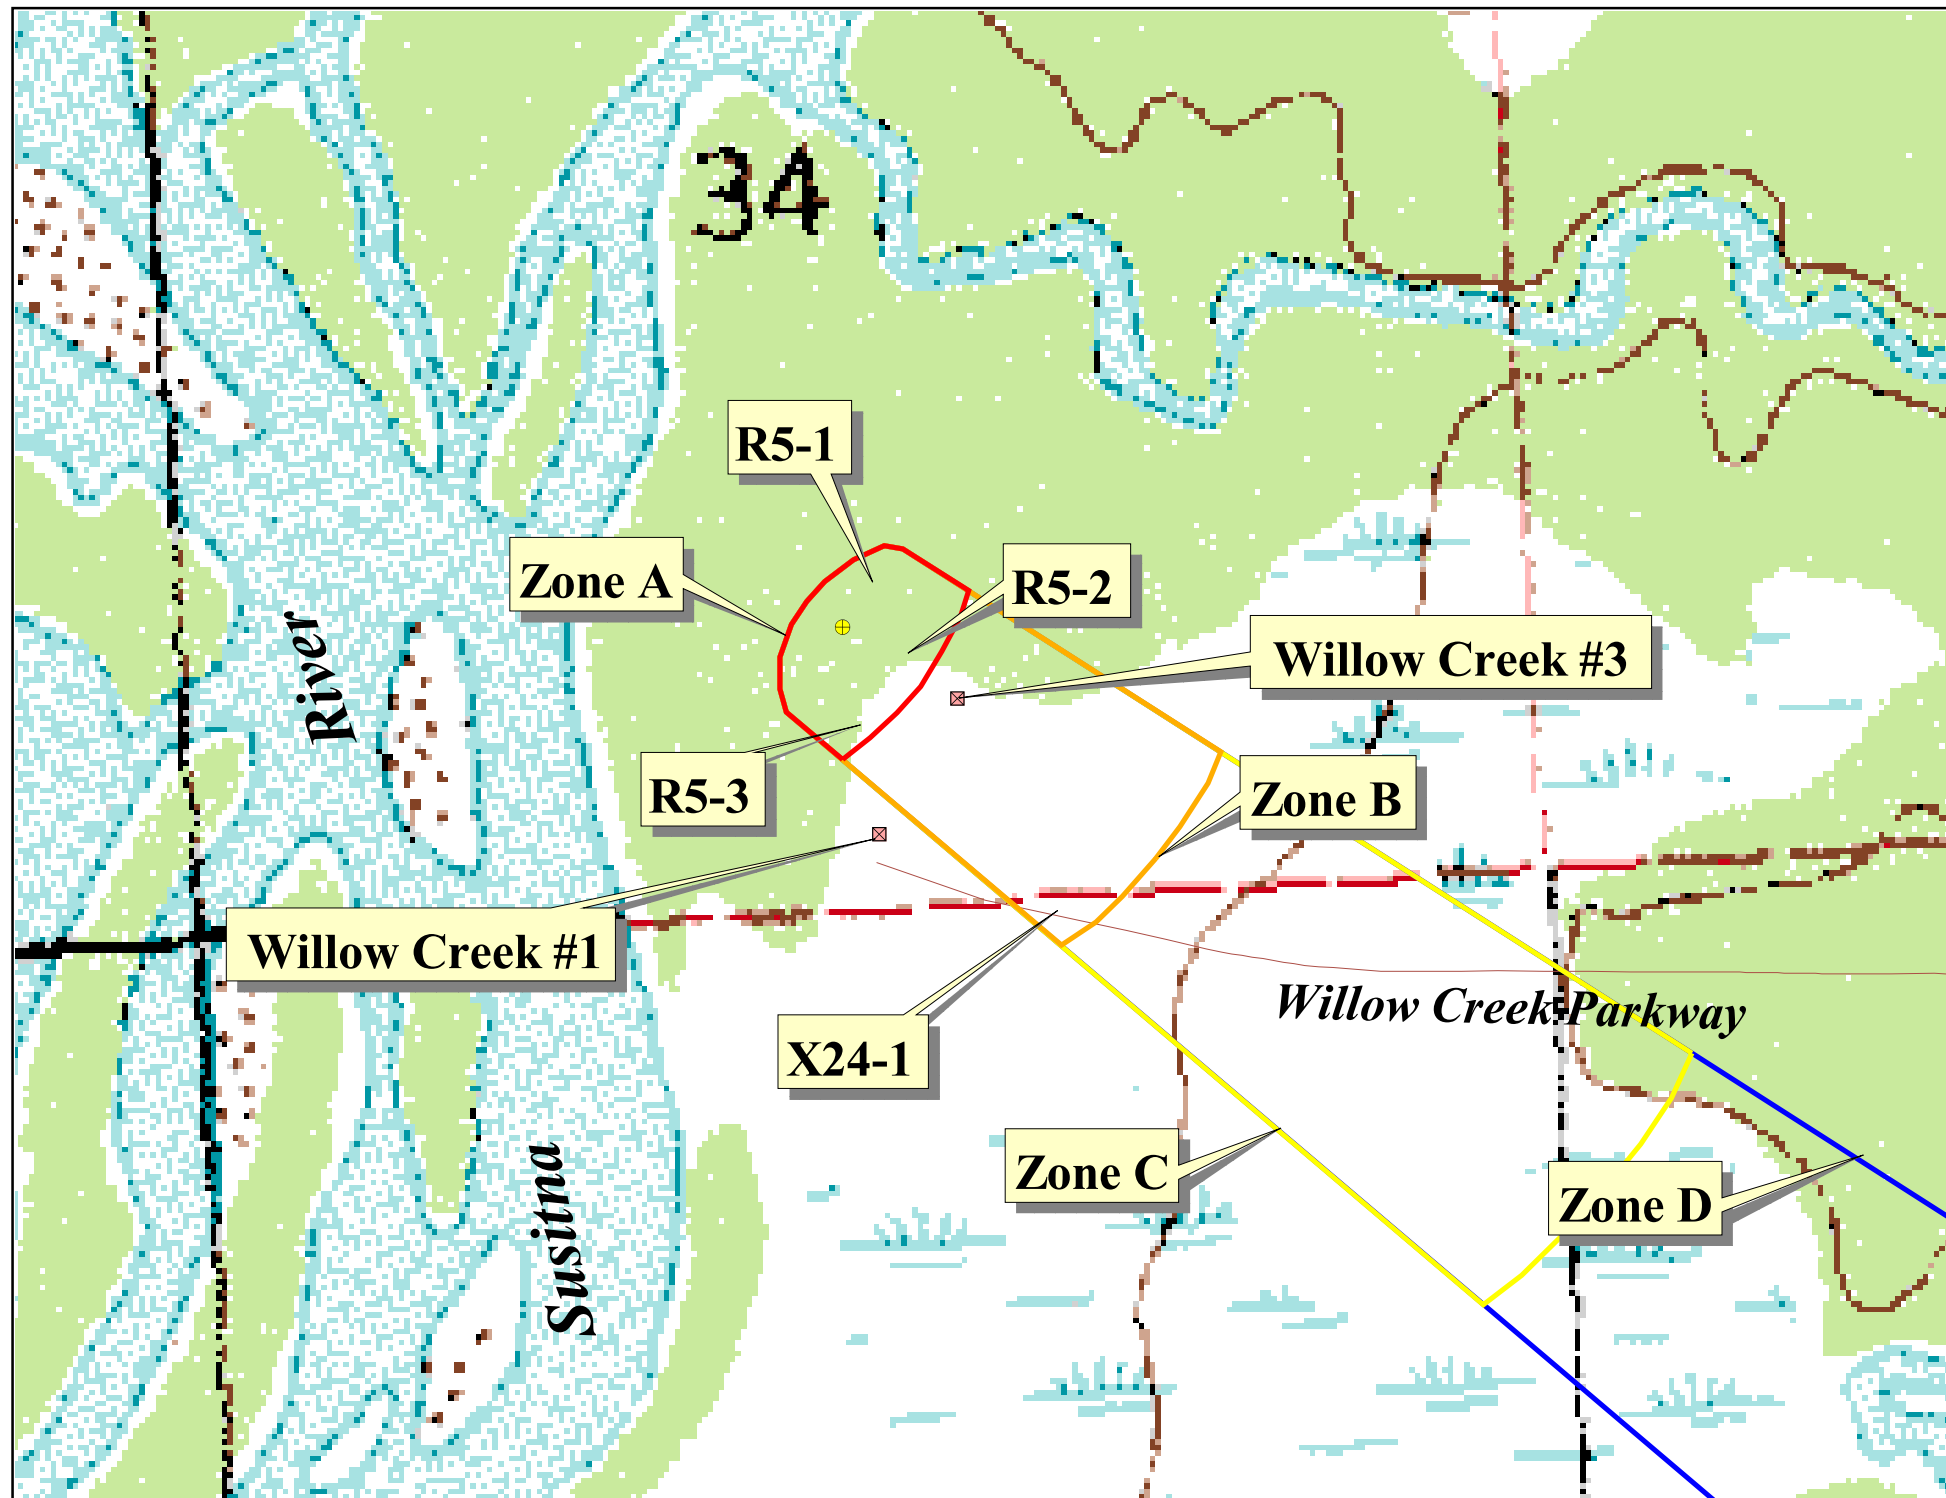 34
R5-1
Zone A
R5-2
River
Willow Creek #3
R5-3
Zone B
Willow Creek #1
Willow Creek Parkway
X24-1
Zone C
Zone D
Susitna